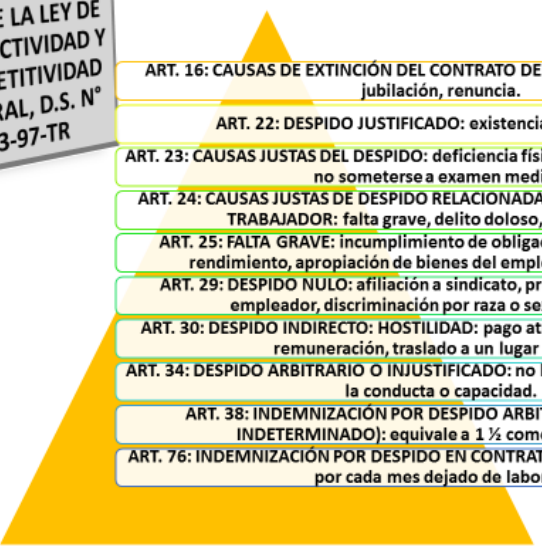 E LA LEY DE
CTIVIDAD Y
ETITIVIDAD
RAL, D.S. N°
3-97-TR
ART. 16: CAUSAS DE EXTINCIÓN DEL CONTRATO DE
jubilación, renuncia.
ART. 22: DESPIDO JUSTIFICADO: existencia
ART. 23: CAUSAS JUSTAS DEL DESPIDO: deficiencia físi
no someterse a examen medi
ART. 24: CAUSAS JUSTAS DE DESPIDO RELACIONADA
TRABAJADOR: falta grave, delito doloso,
ART. 25: FALTA GRAVE: incumplimiento de obligac
rendimiento, apropiación de bienes del emple
ART. 29: DESPIDO NULO: afiliación a sindicato, pr
empleador, discriminación por raza o se
ART. 30: DESPIDO INDIRECTO: HOSTILIDAD: pago at
remuneración, traslado a un lugar
ART. 34: DESPIDO ARBITRARIO O INJUSTIFICADO: no
la conducta o capacidad.
ART. 38: INDEMNIZACIÓN POR DESPIDO ARBI
INDETERMINADO): equivale a 1 ½ com
ART. 76: INDEMNIZACIÓN POR DESPIDO EN CONTRAT
por cada mes dejado de labo